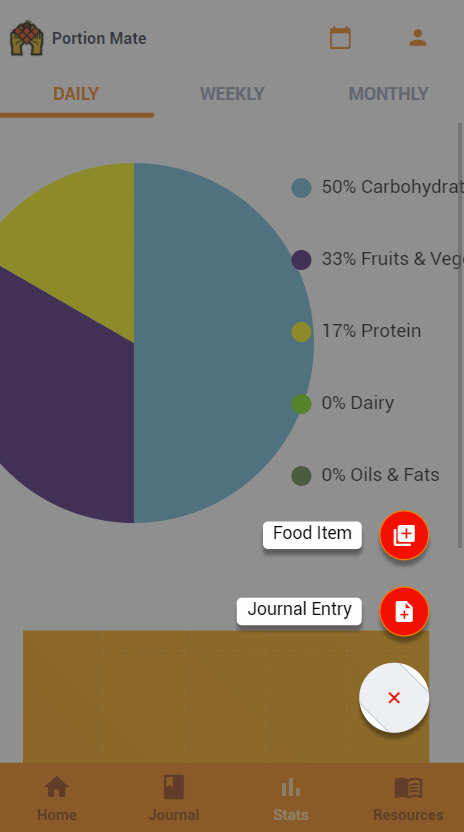 Portion Mate
DAILY WEEKLY MONTHLY
50% Carbohydrat
33% Fruits & Veg
17% Protein
0% Dairy
0% Oils & Fats
Food Item
Journal Entry
Home Journal Stats Resources